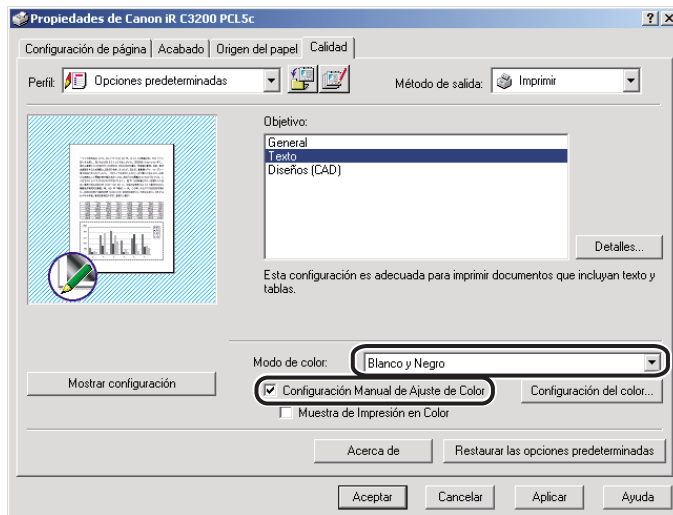 Propiedades de Canon iR C3200 PCL5c
Configuración de página Acabado Origen del papel Calidad
Perfil: Opciones predeterminadas Método de salida: Imprimir
Objetivo:
General
Texto
Diseños (CAD)
Detalles...
Esta configuración es adecuada para imprimir documentos que incluyan texto y
tablas.
Modo de color: Blanco y Negro
Mostrar configuración Configuración Manual de Ajuste de Color Configuración del color...
Muestra de Impresión en Color
Acerca de Restaurar las opciones predeterminadas
Aceptar Cancelar Aplicar Ayuda